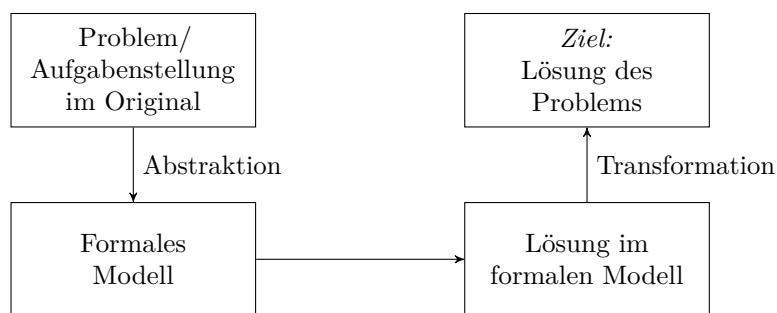 Problem/
Aufgabenstellung
im Original
Ziel:
Lösung des
Problems
Abstraktion
Transformation
Formales
Modell
Lösung im
formalen Modell